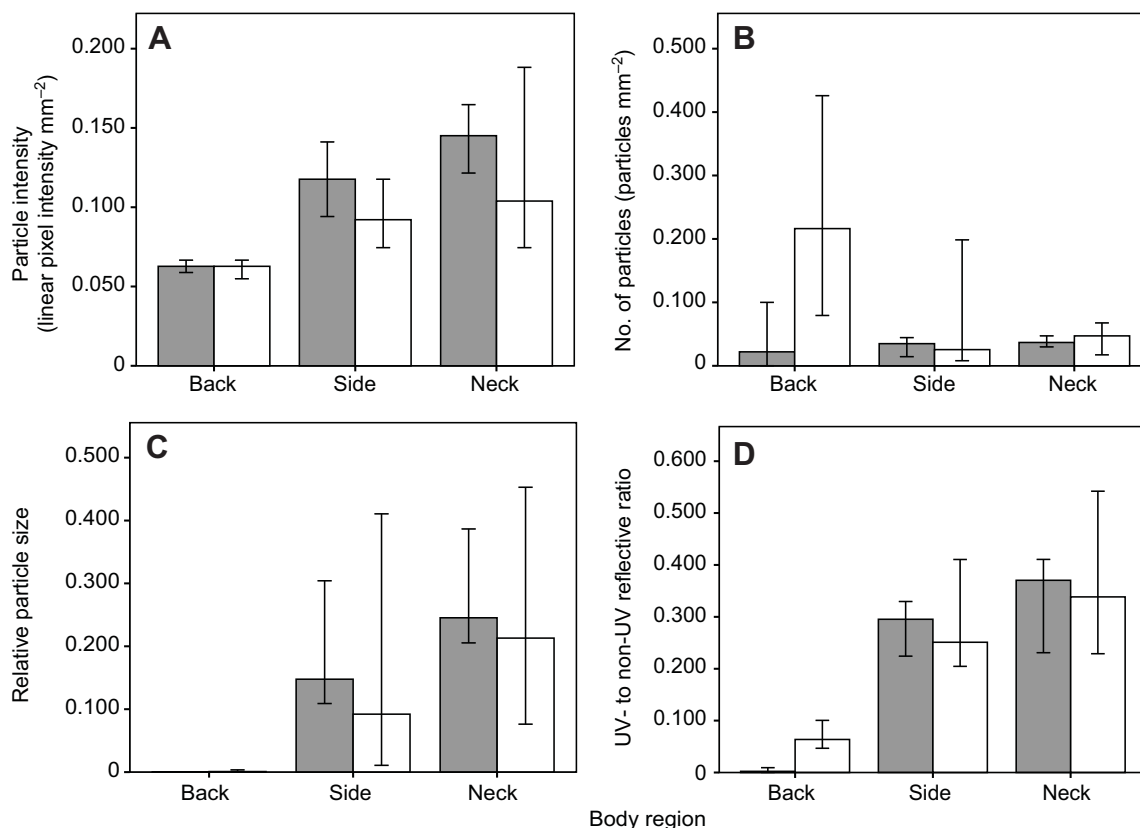 A
Particle intensity
(linear pixel intensity mm⁻²)
0.200
0.150
0.100
0.050
0
Back Side Neck
B
No. of particles (particles mm⁻²)
0.500
0.400
0.300
0.200
0.100
0
Back Side Neck
C
Relative particle size
0.500
0.400
0.300
0.200
0.100
0
Back Side Neck
D
UV- to non-UV reflective ratio
0.600
0.500
0.400
0.300
0.200
0.100
0
Back Side Neck
Body region